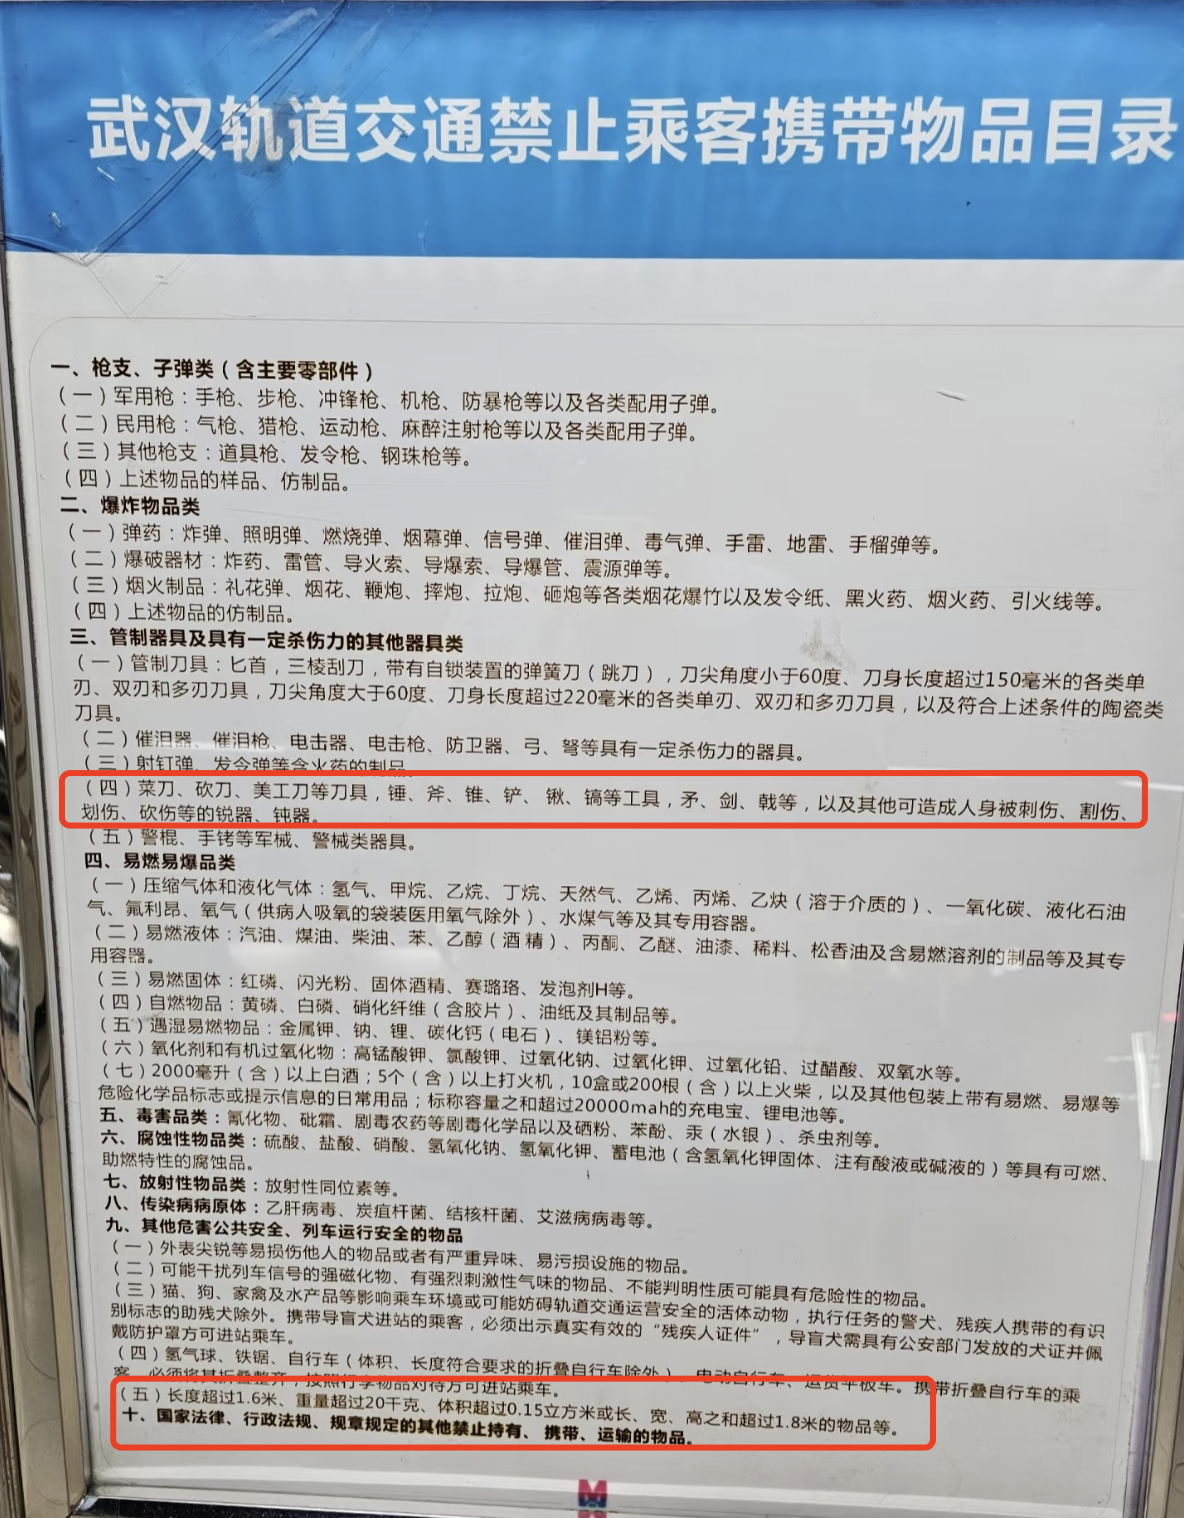 武汉轨道交通禁止乘客携带物品目录
一、枪支、子弹类（含主要零部件）
（一）军用枪：手枪、步枪、冲锋枪、机枪、防暴枪等以及各类配用子弹。
（二）民用枪：气枪、猎枪、运动枪、麻醉注射枪等以及各类配用子弹。
（三）其他枪支：道具枪、发令枪、钢珠枪等。
（四）上述物品的样品、仿制品。
二、爆炸物品类
（一）弹药：炸弹、照明弹、燃烧弹、烟幕弹、信号弹、催泪弹、毒气弹、手雷、地雷、手榴弹等。
（二）爆破器材：炸药、雷管、导火索、导爆索、导爆管、震源弹等。
（三）烟火制品：礼花弹、烟花、鞭炮、摔炮、拉炮、砸炮等各类烟花爆竹以及发令纸、黑火药、烟火药、引火线等。
（四）上述物品的仿制品。
三、管制器具及具有一定杀伤力的其他器具类
（一）管制刀具：匕首，三棱刮刀，带有自锁装置的弹簧刀（跳刀），刀尖角度小于60度、刀身长度超过150毫米的各类单
刃、双刃和多刃刀具，刀尖角度大于60度、刀身长度超过220毫米的各类单刃、双刃和多刃刀具，以及符合上述条件的陶瓷类
刀具。
（二）催泪器、催泪枪、电击器、电击枪、防卫器、弓、弩等具有一定杀伤力的器具。
（三）射钉弹、发令弹等含火药的制品。
（四）菜刀、砍刀、美工刀等刀具，锤、斧、锥、铲、锹、镐等工具，矛、剑、戟等，以及其他可造成人身被刺伤、割伤、
划伤、砍伤等的锐器、钝器。
（五）警棍、手铐等军械、警械类器具。
四、易燃易爆品类
（一）压缩气体和液化气体：氢气、甲烷、乙烷、丁烷、天然气、乙烯、丙烯、乙炔（溶于介质的）、一氧化碳、液化石油
气、氟利昂、氧气（供病人吸氧的袋装医用氧气除外）、水煤气等及其专用容器。
（二）易燃液体：汽油、煤油、柴油、苯、乙醇（酒精）、丙酮、乙醚、油漆、稀料、松香油及含易燃溶剂的制品等及其专
用容器。
（三）易燃固体：红磷、闪光粉、固体酒精、赛璐珞、发泡剂H等。
（四）自燃物品：黄磷、白磷、硝化纤维（含胶片）、油纸及其制品等。
（五）遇湿易燃物品：金属钾、钠、锂、碳化钙（电石）、镁铝粉等。
（六）氧化剂和有机过氧化物：高锰酸钾、氯酸钾、过氧化钠、过氧化钾、过氧化铅、过醋酸、双氧水等。
（七）2000毫升（含）以上白酒；5个（含）以上打火机，10盒或200根（含）以上火柴，以及其他包装上带有易燃、易爆等
危险化学品标志或提示信息的日常用品；标称容量之和超过20000mah的充电宝、锂电池等。
五、毒害品类：氰化物、砒霜、剧毒农药等剧毒化学品以及硒粉、苯酚、汞（水银）、杀虫剂等。
六、腐蚀性物品类：硫酸、盐酸、硝酸、氢氧化钠、氢氧化钾、蓄电池（含氢氧化钾固体、注有酸液或碱液的）等具有可燃、
助燃特性的腐蚀品。
七、放射性物品类：放射性同位素等。
八、传染病病原体：乙肝病毒、炭疽杆菌、结核杆菌、艾滋病病毒等。
九、其他危害公共安全、列车运行安全的物品
（一）外表尖锐等易损伤他人的物品或者有严重异味、易污损设施的物品。
（二）可能干扰列车信号的强磁化物、有强烈刺激性气味的物品、不能判明性质可能具有危险性的物品。
（三）猫、狗、家禽及水产品等影响乘车环境或可能妨碍轨道交通运营安全的活体动物，执行任务的警犬、残疾人携带的有识
别标志的助残犬除外。携带导盲犬进站的乘客，必须出示真实有效的“残疾人证件”，导盲犬需具有公安部门发放的犬证并佩
戴防护罩方可进站乘车。
（四）氢气球、铁锯、自行车（体积、长度符合要求的折叠自行车除外）、电动自行车、运货平板车。携带折叠自行车的乘
客，必须将其折叠整齐，按照行李物品对待方可进站乘车。
（五）长度超过1.6米、重量超过20千克、体积超过0.15立方米或长、宽、高之和超过1.8米的物品等。
十、国家法律、行政法规、规章规定的其他禁止持有、携带、运输的物品。